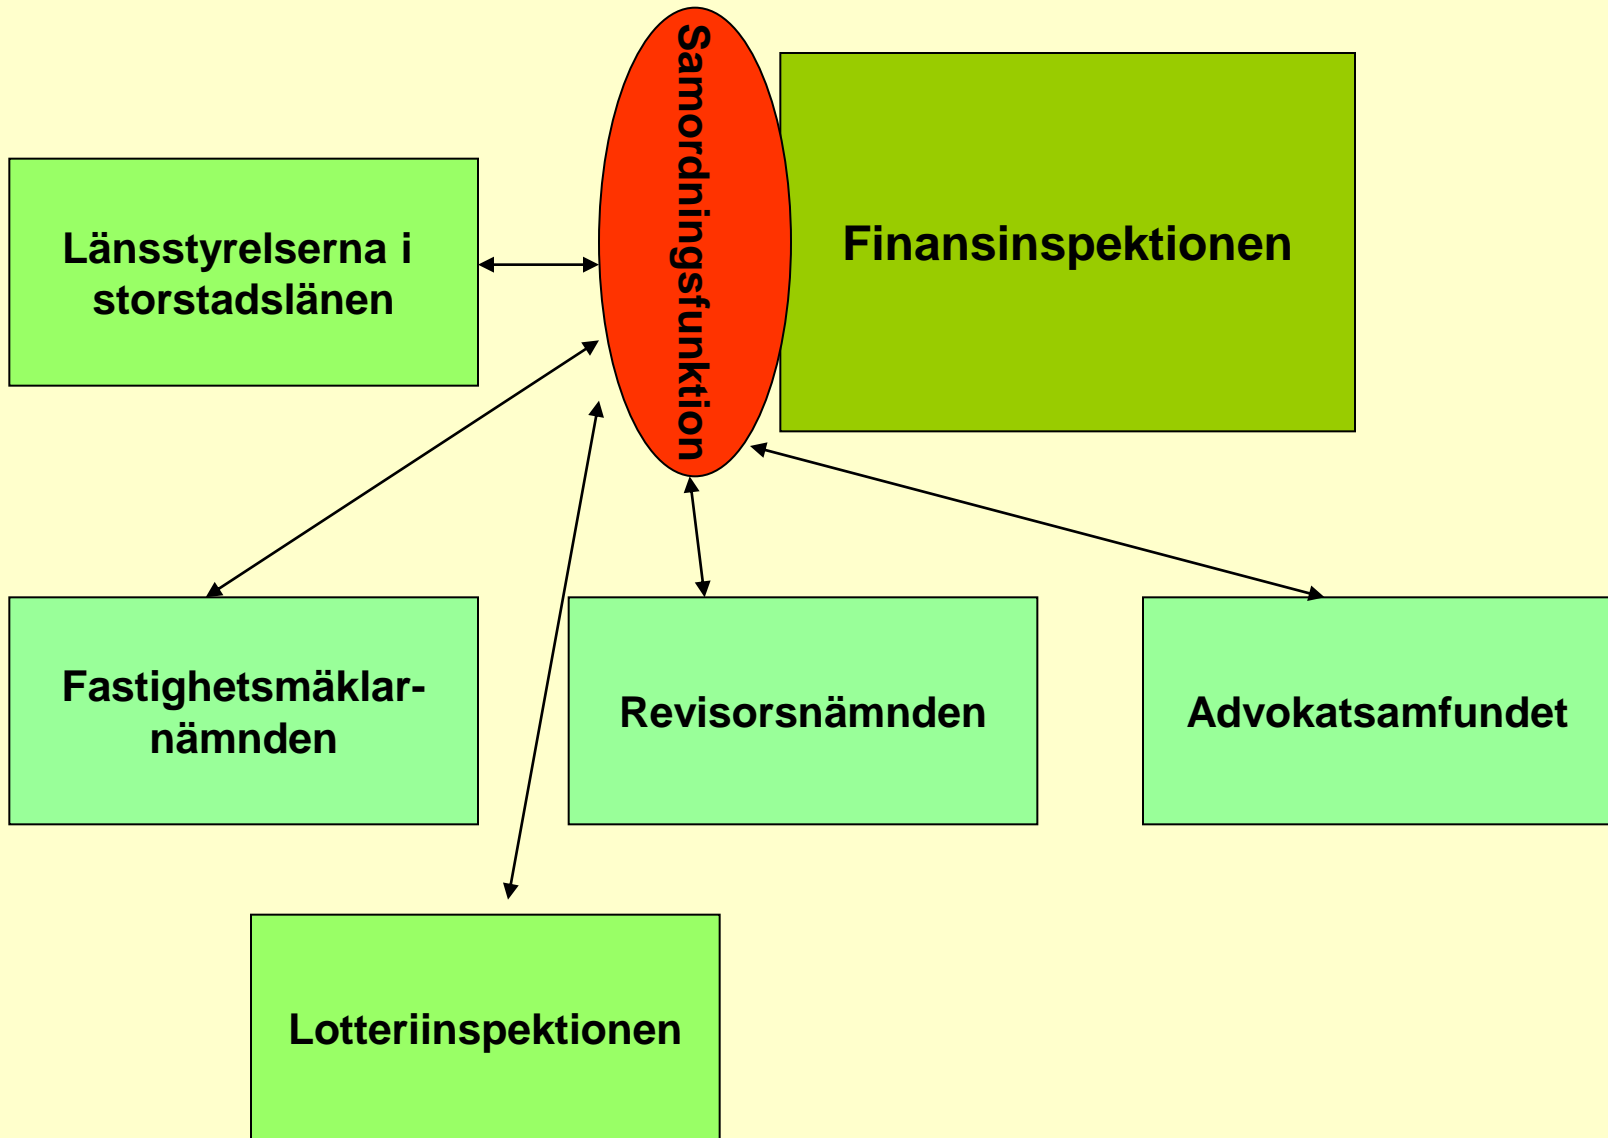 Samordningsfunktion
Finansinspektionen
Länsstyrelserna i
storstadslänen
Fastighetsmäklar-
nämnden
Revisorsnämnden
Advokatsamfundet
Lotteriinspektionen